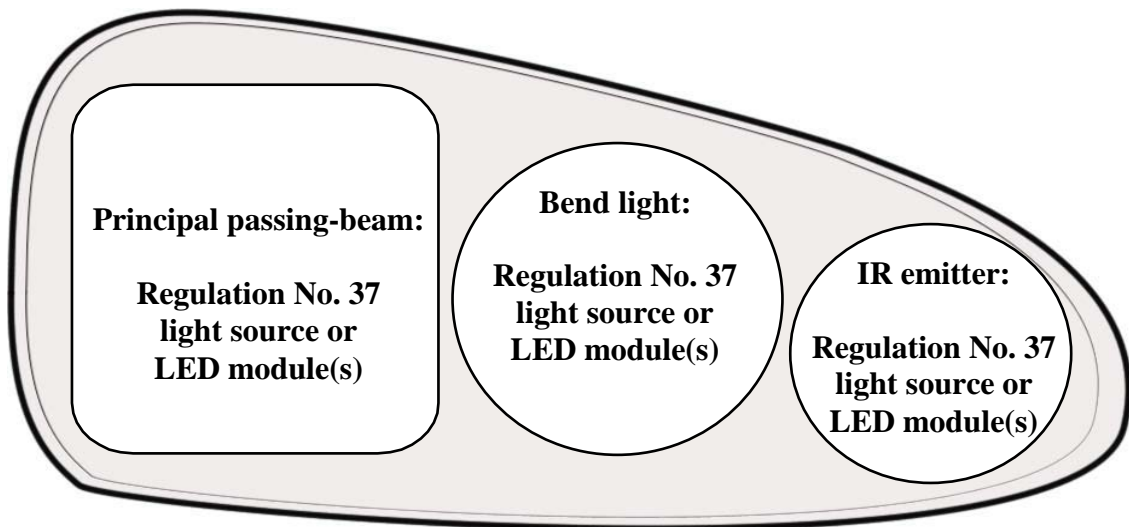 Principal passing-beam:
Regulation No. 37
light source or
LED module(s)
Bend light:
Regulation No. 37
light source or
LED module(s)
IR emitter:
Regulation No. 37
light source or
LED module(s)